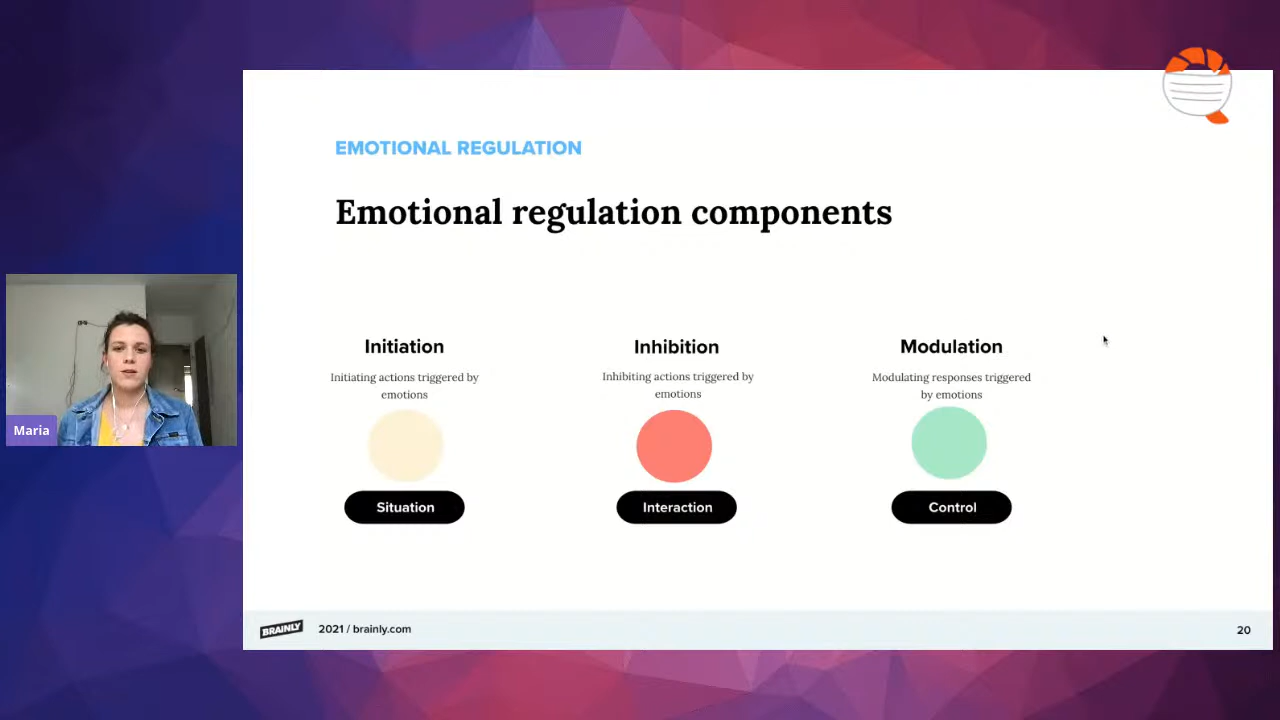 EMOTIONAL REGULATION
Emotional regulation components
Initiation
Initiating actions triggered by
emotions
Situation
Inhibition
Inhibiting actions triggered by
emotions
Interaction
Modulation
Modulating responses triggered
by emotions
Control
Maria
BRAINLY
2021 / brainly.com
20